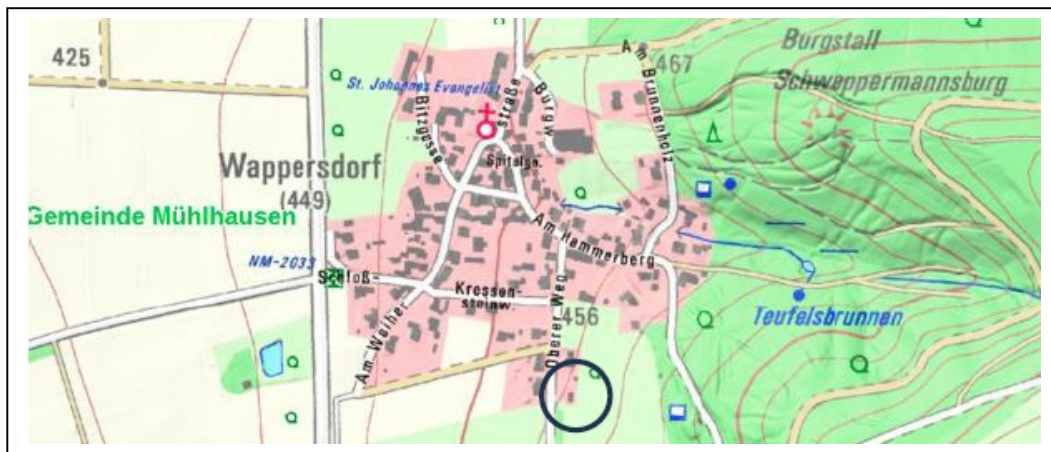 425
Burgstall
Schweppermannsburg
467
Am Brunnenholz
St. Johannes Evangelist
straße
Burgw.
Bitzgasse
Spitelga.
Wappersdorf
(449)
Gemeinde Mühlhausen
Am Hammerberg
NM-2033
Schloß-
Kressen-
steinw.
Oberer Weg
456
Am Weiher
Teufelsbrunnen